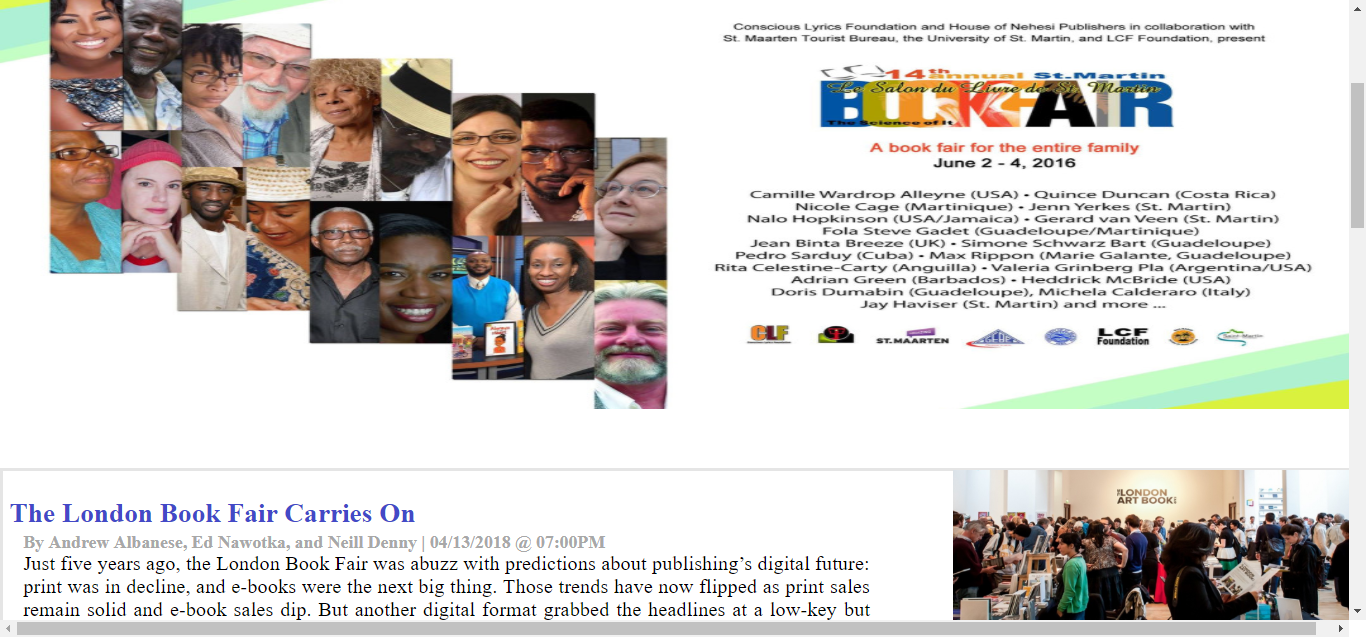 Conscious Lyrics Foundation and House of Nehesi Publishers in collaboration with
St. Maarten Tourist Bureau, the University of St. Martin, and LCF Foundation, present
14th annual St.Martin
BOOK FAIR
Le Salon du Livre de St. Martin
The Science of It
A book fair for the entire family
June 2 - 4, 2016
Camille Wardrop Alleyne (USA) • Quince Duncan (Costa Rica)
Nicole Cage (Martinique) • Jenn Yerkes (St. Martin)
Nalo Hopkinson (USA/Jamaica) • Gerard van Veen (St. Martin)
Fola Steve Gadet (Guadeloupe/Martinique)
Jean Binta Breeze (UK) • Simone Schwarz Bart (Guadeloupe)
Pedro Sarduy (Cuba) • Max Rippon (Marie Galante, Guadeloupe)
Rita Celestine-Carty (Anguilla) • Valeria Grinberg Pla (Argentina/USA)
Adrian Green (Barbados) • Heddrick McBride (USA)
Doris Dumabin (Guadeloupe), Michela Calderaro (Italy)
Jay Haviser (St. Martin) and more ...
CLF
ST.MAARTEN
LCF
Foundation
Saint-Martin
The London Book Fair Carries On
By Andrew Albanese, Ed Nawotka, and Neill Denny | 04/13/2018 @ 07:00PM
Just five years ago, the London Book Fair was abuzz with predictions about publishing’s digital future:
print was in decline, and e-books were the next big thing. Those trends have now flipped as print sales
remain solid and e-book sales dip. But another digital format grabbed the headlines at a low-key but
LONDON
ART BOOK